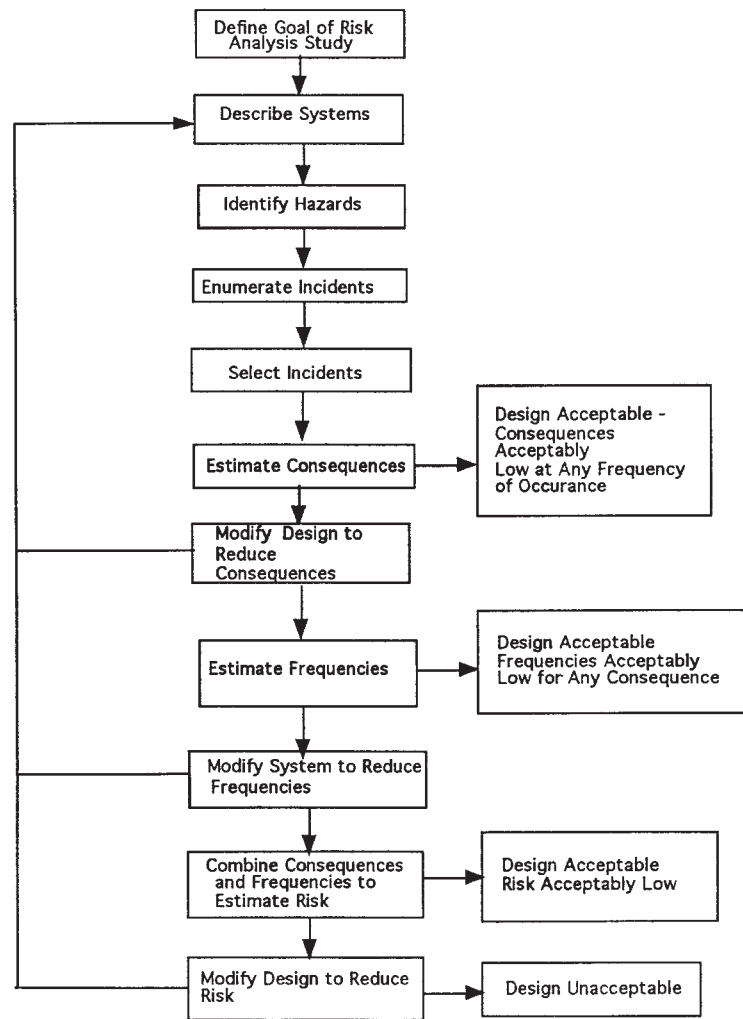 Define Goal of Risk
Analysis Study
Describe Systems
Identify Hazards
Enumerate Incidents
Select Incidents
Estimate Consequences
Design Acceptable -
Consequences
Acceptably
Low at Any Frequency
of Occurance
Modify Design to
Reduce
Consequences
Estimate Frequencies
Design Acceptable
Frequencies Acceptably
Low for Any Consequence
Modify System to Reduce
Frequencies
Combine Consequences
and Frequencies to
Estimate Risk
Design Acceptable
Risk Acceptably Low
Modify Design to Reduce
Risk
Design Unacceptable